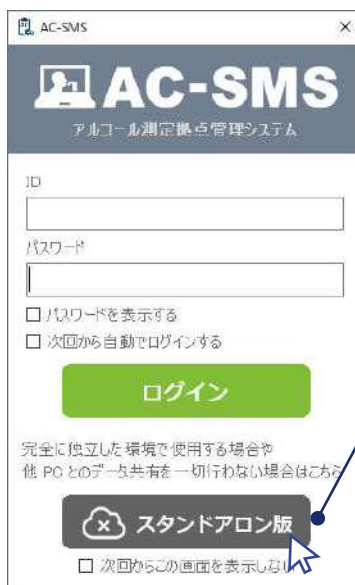 AC-SMS
AC-SMS
アルコール測定拠点管理システム
ID
パスワード
パスワードを表示する
次回から自動でログインする
ログイン
完全に独立した環境で使用する場合や
他 PC とのデータ共有を一切行わない場合はこちら
スタンドアロン版
次回からこの画面を表示しない